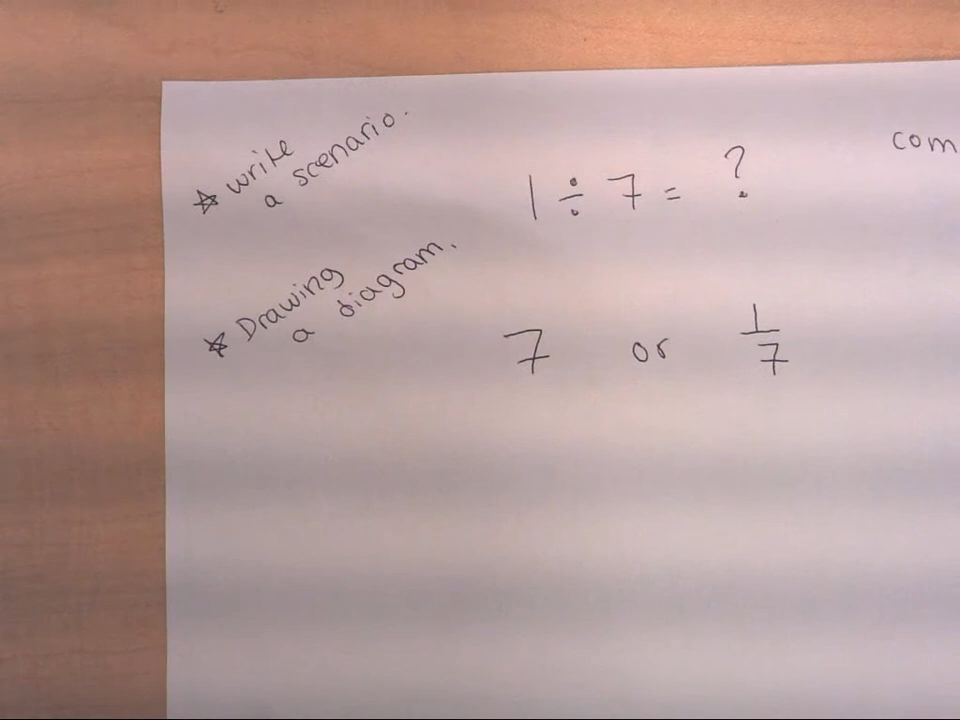 ☆ write
a scenario.
1 ÷ 7 = ?
com
☆ Drawing
a diagram.
7 or 1/7